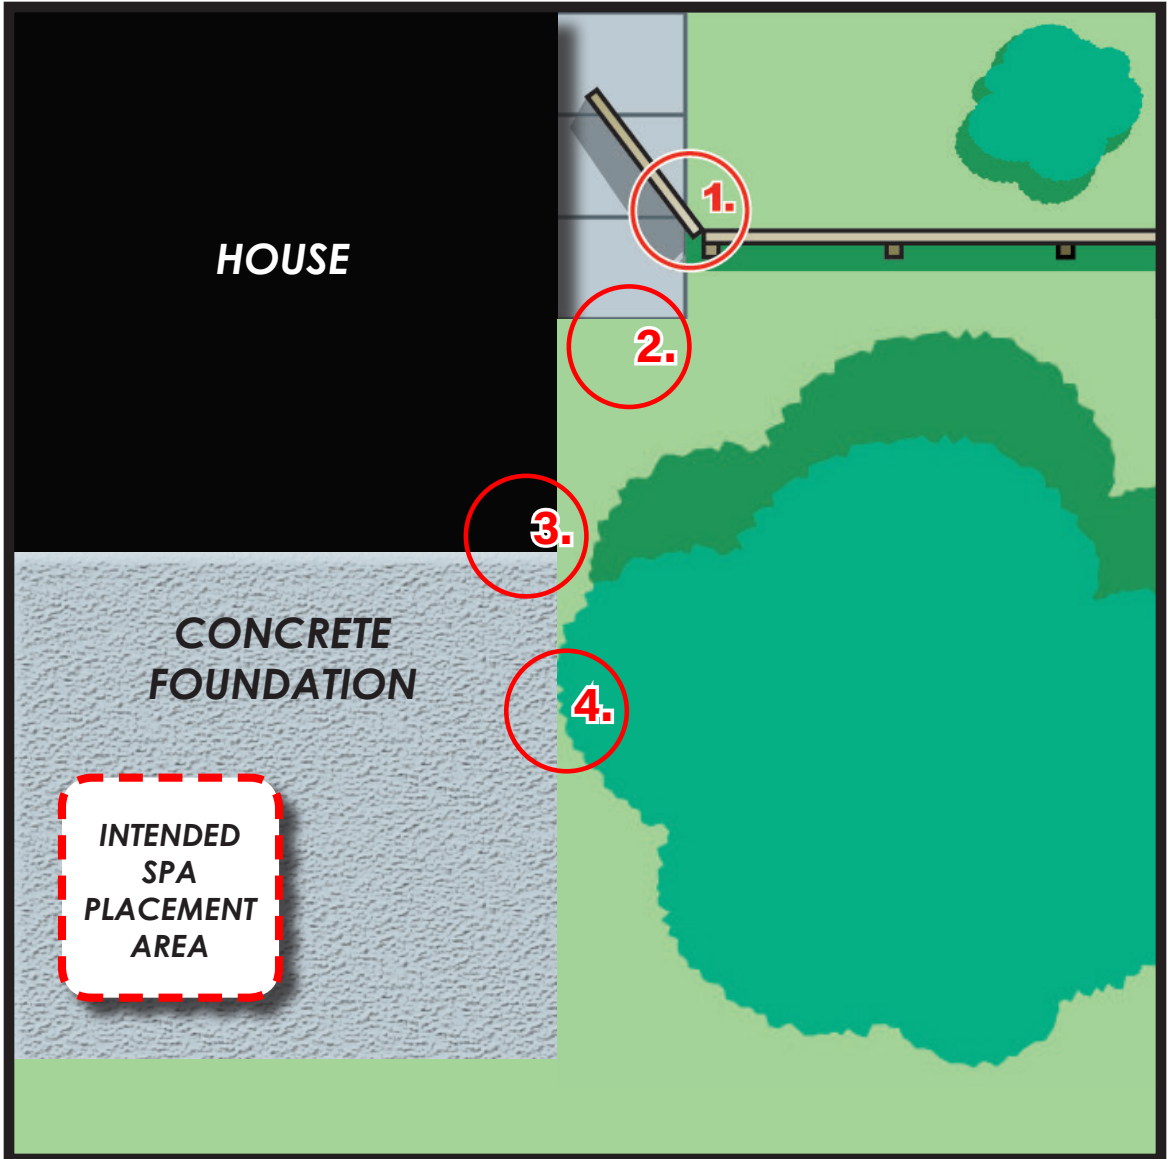 HOUSE
1.
2.
3.
CONCRETE
FOUNDATION
4.
INTENDED
SPA
PLACEMENT
AREA